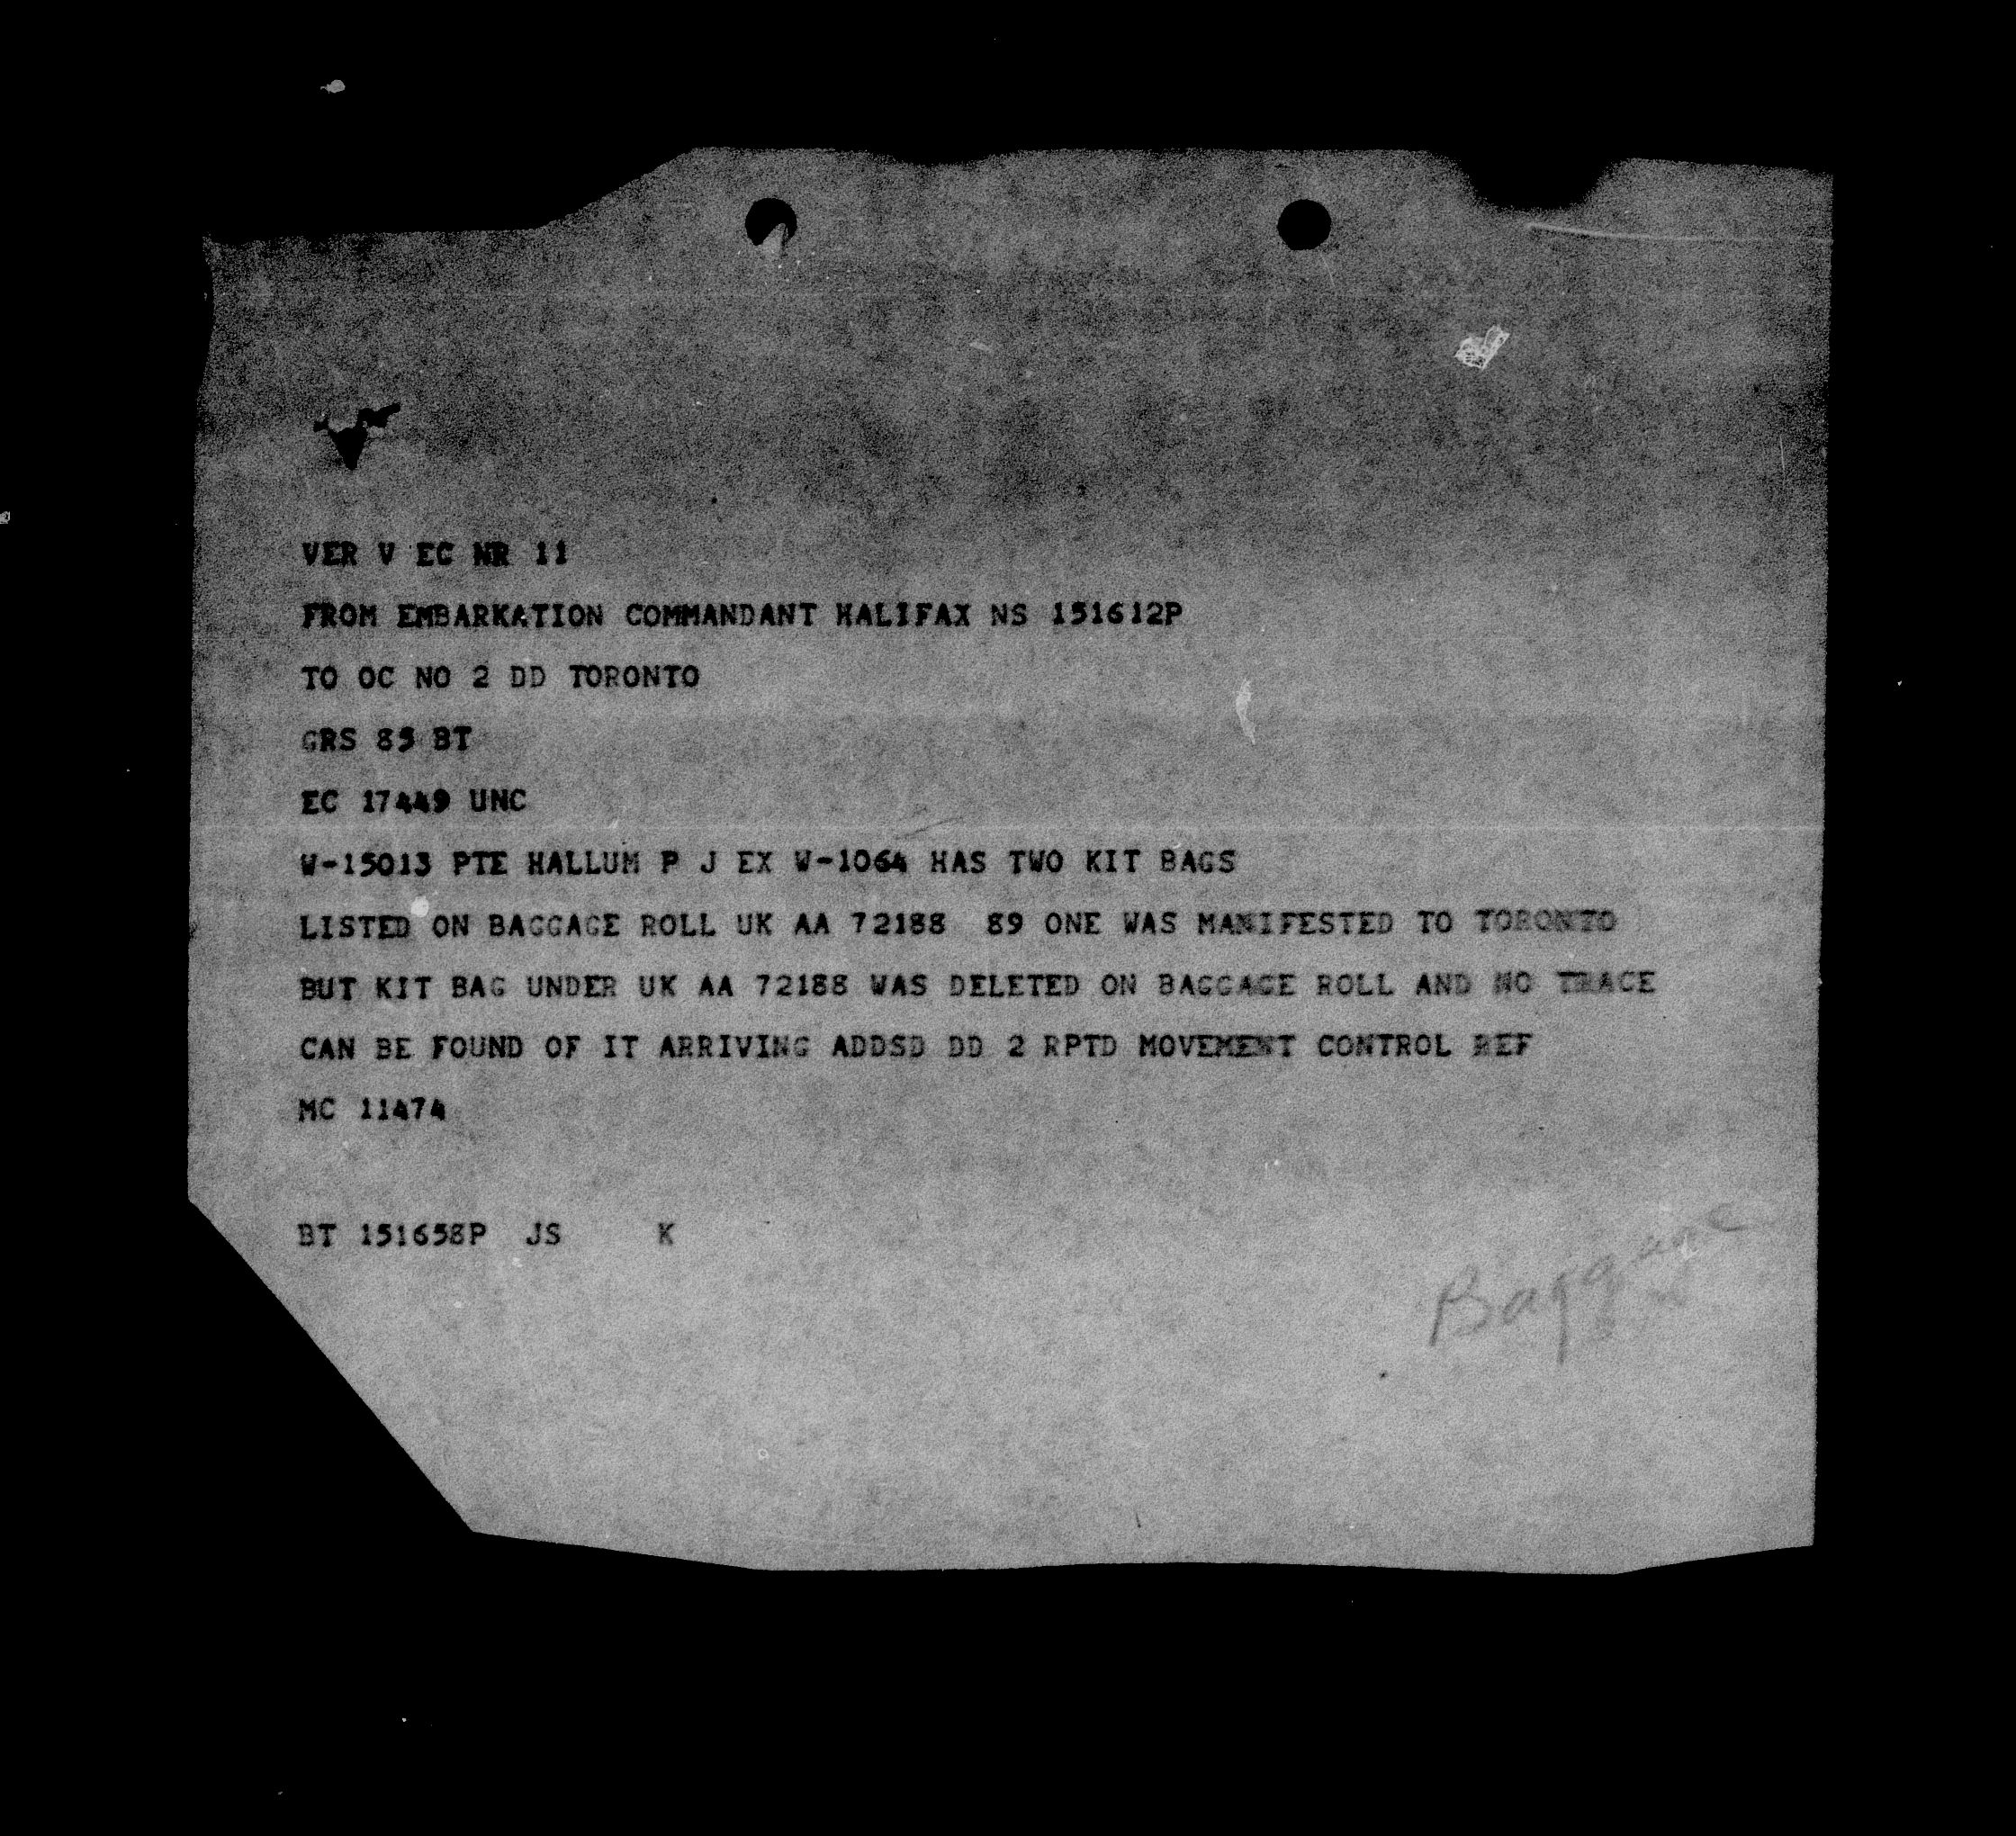 VER V EC NR 11
FROM EMBARKATION COMMANDANT HALIFAX NS 151612P
TO OC NO 2 DD TORONTO
GRS 85 BT
EC 17449 UNC
W-15013 PTE HALLUM P J EX W-1064 HAS TWO KIT BAGS
LISTED ON BAGGAGE ROLL UK AA 72188  89 ONE WAS MANIFESTED TO TORONTO
BUT KIT BAG UNDER UK AA 72188 WAS DELETED ON BAGGAGE ROLL AND NO TRACE
CAN BE FOUND OF IT ARRIVING ADDSD DD 2 RPTD MOVEMENT CONTROL REF
MC 11474
BT 151658P  JS     K
Baggage